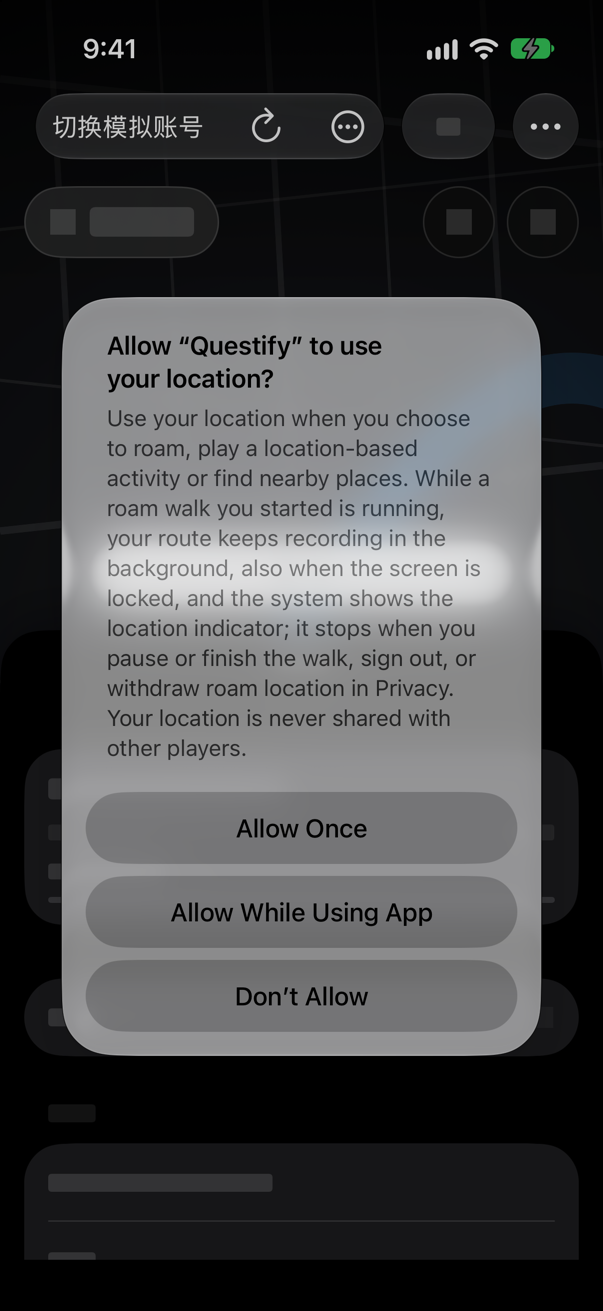 9:41
切换模拟账号
Allow “Questify” to use
your location?
Use your location when you choose
to roam, play a location-based
activity or find nearby places. While a
roam walk you started is running,
your route keeps recording in the
background, also when the screen is
locked, and the system shows the
location indicator; it stops when you
pause or finish the walk, sign out, or
withdraw roam location in Privacy.
Your location is never shared with
other players.
Allow Once
Allow While Using App
Don’t Allow